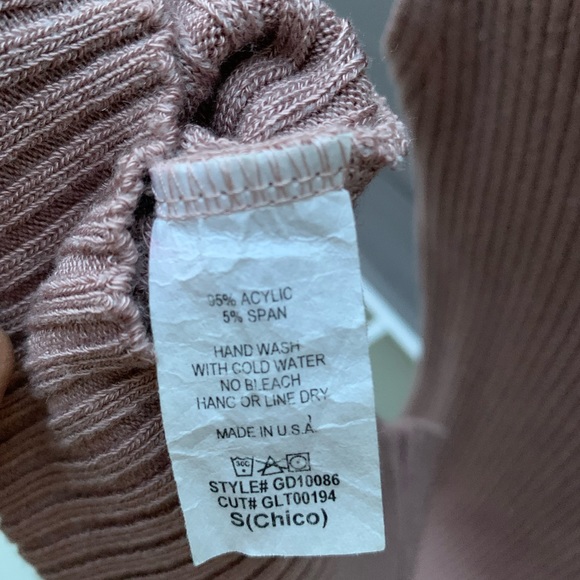 95% ACYLIC
5% SPAN
HAND WASH
WITH COLD WATER
NO BLEACH
HANG OR LINE DRY
MADE IN U.S.A.
30C
STYLE# GD10086
CUT# GLT00194
S(Chico)